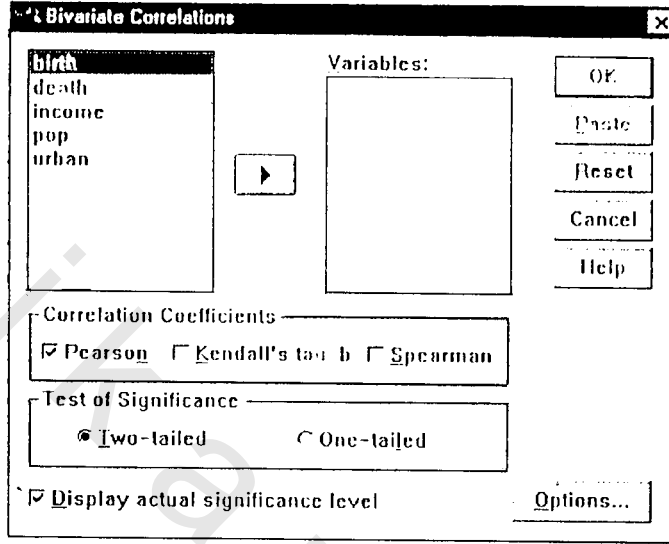 Bivariate Correlations
birth
death
income
pop
urban
Variables:
OK
Paste
Reset
Cancel
Help
Correlation Coefficients
Pearson Kendall's tau-b Spearman
Test of Significance
Two-tailed One-tailed
Display actual significance level
Options...